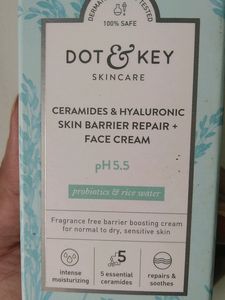 100% SAFE
DOT & KEY
SKINCARE
CERAMIDES & HYALURONIC
SKIN BARRIER REPAIR +
FACE CREAM
pH 5.5
probiotics & rice water
Fragrance free barrier boosting cream
for normal to dry, sensitive skin
5
intense
moisturizing
5 essential
ceramides
repairs &
soothes